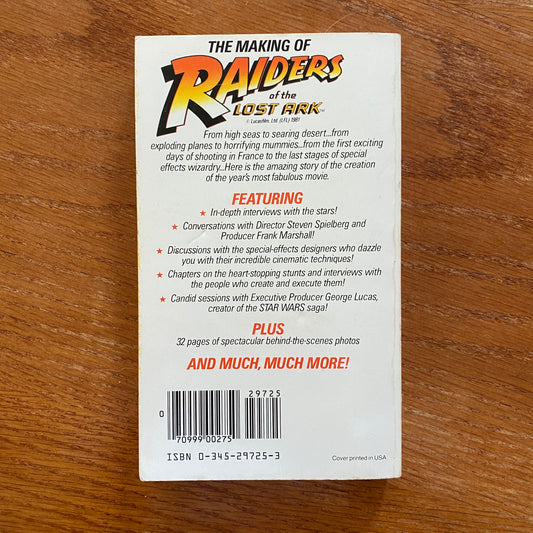 THE MAKING OF
RAIDERS
of the
LOST ARK™
© Lucasfilm, Ltd. (LFL) 1981
From high seas to searing desert...from
exploding planes to horrifying mummies...from the first exciting
days of shooting in France to the last stages of special
effects wizardry...Here is the amazing story of the creation
of the year's most fabulous movie.
FEATURING
★ In-depth interviews with the stars!
★ Conversations with Director Steven Spielberg and
Producer Frank Marshall!
★ Discussions with the special-effects designers who dazzle
you with their incredible cinematic techniques!
★ Chapters on the heart-stopping stunts and interviews with
the people who create and execute them!
★ Candid sessions with Executive Producer George Lucas,
creator of the STAR WARS saga!
PLUS
32 pages of spectacular behind-the-scenes photos
AND MUCH, MUCH MORE!
29725
0
70999 00275
ISBN 0-345-29725-3
Cover printed in USA